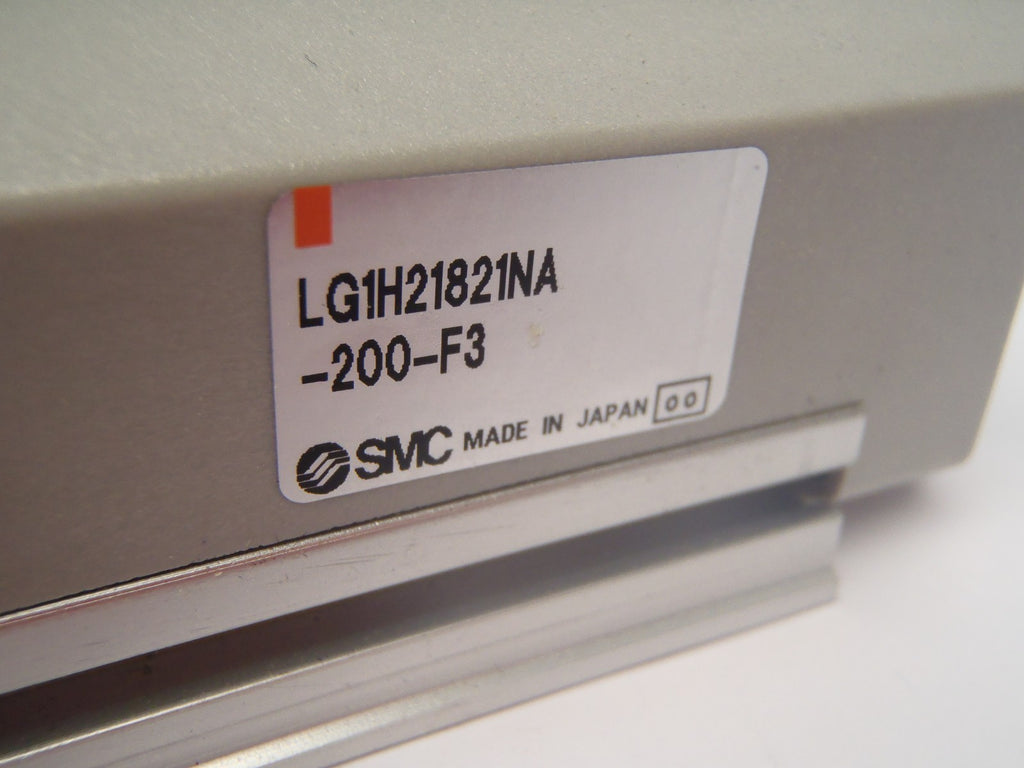 LG1H21821NA
-200-F3
SMC MADE IN JAPAN 00